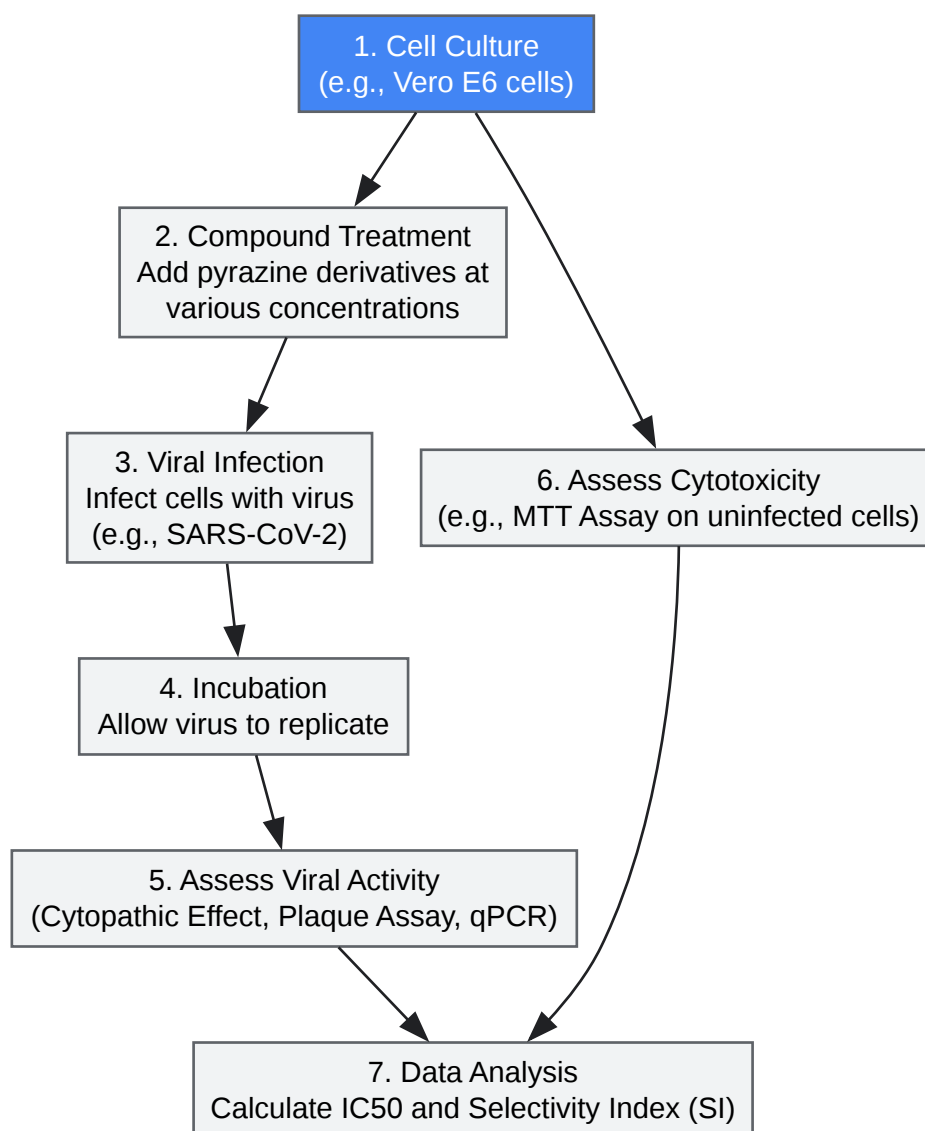 1. Cell Culture
(e.g., Vero E6 cells)
2. Compound Treatment
Add pyrazine derivatives at
various concentrations
3. Viral Infection
Infect cells with virus
(e.g., SARS-CoV-2)
6. Assess Cytotoxicity
(e.g., MTT Assay on uninfected cells)
4. Incubation
Allow virus to replicate
5. Assess Viral Activity
(Cytopathic Effect, Plaque Assay, qPCR)
7. Data Analysis
Calculate IC50 and Selectivity Index (SI)